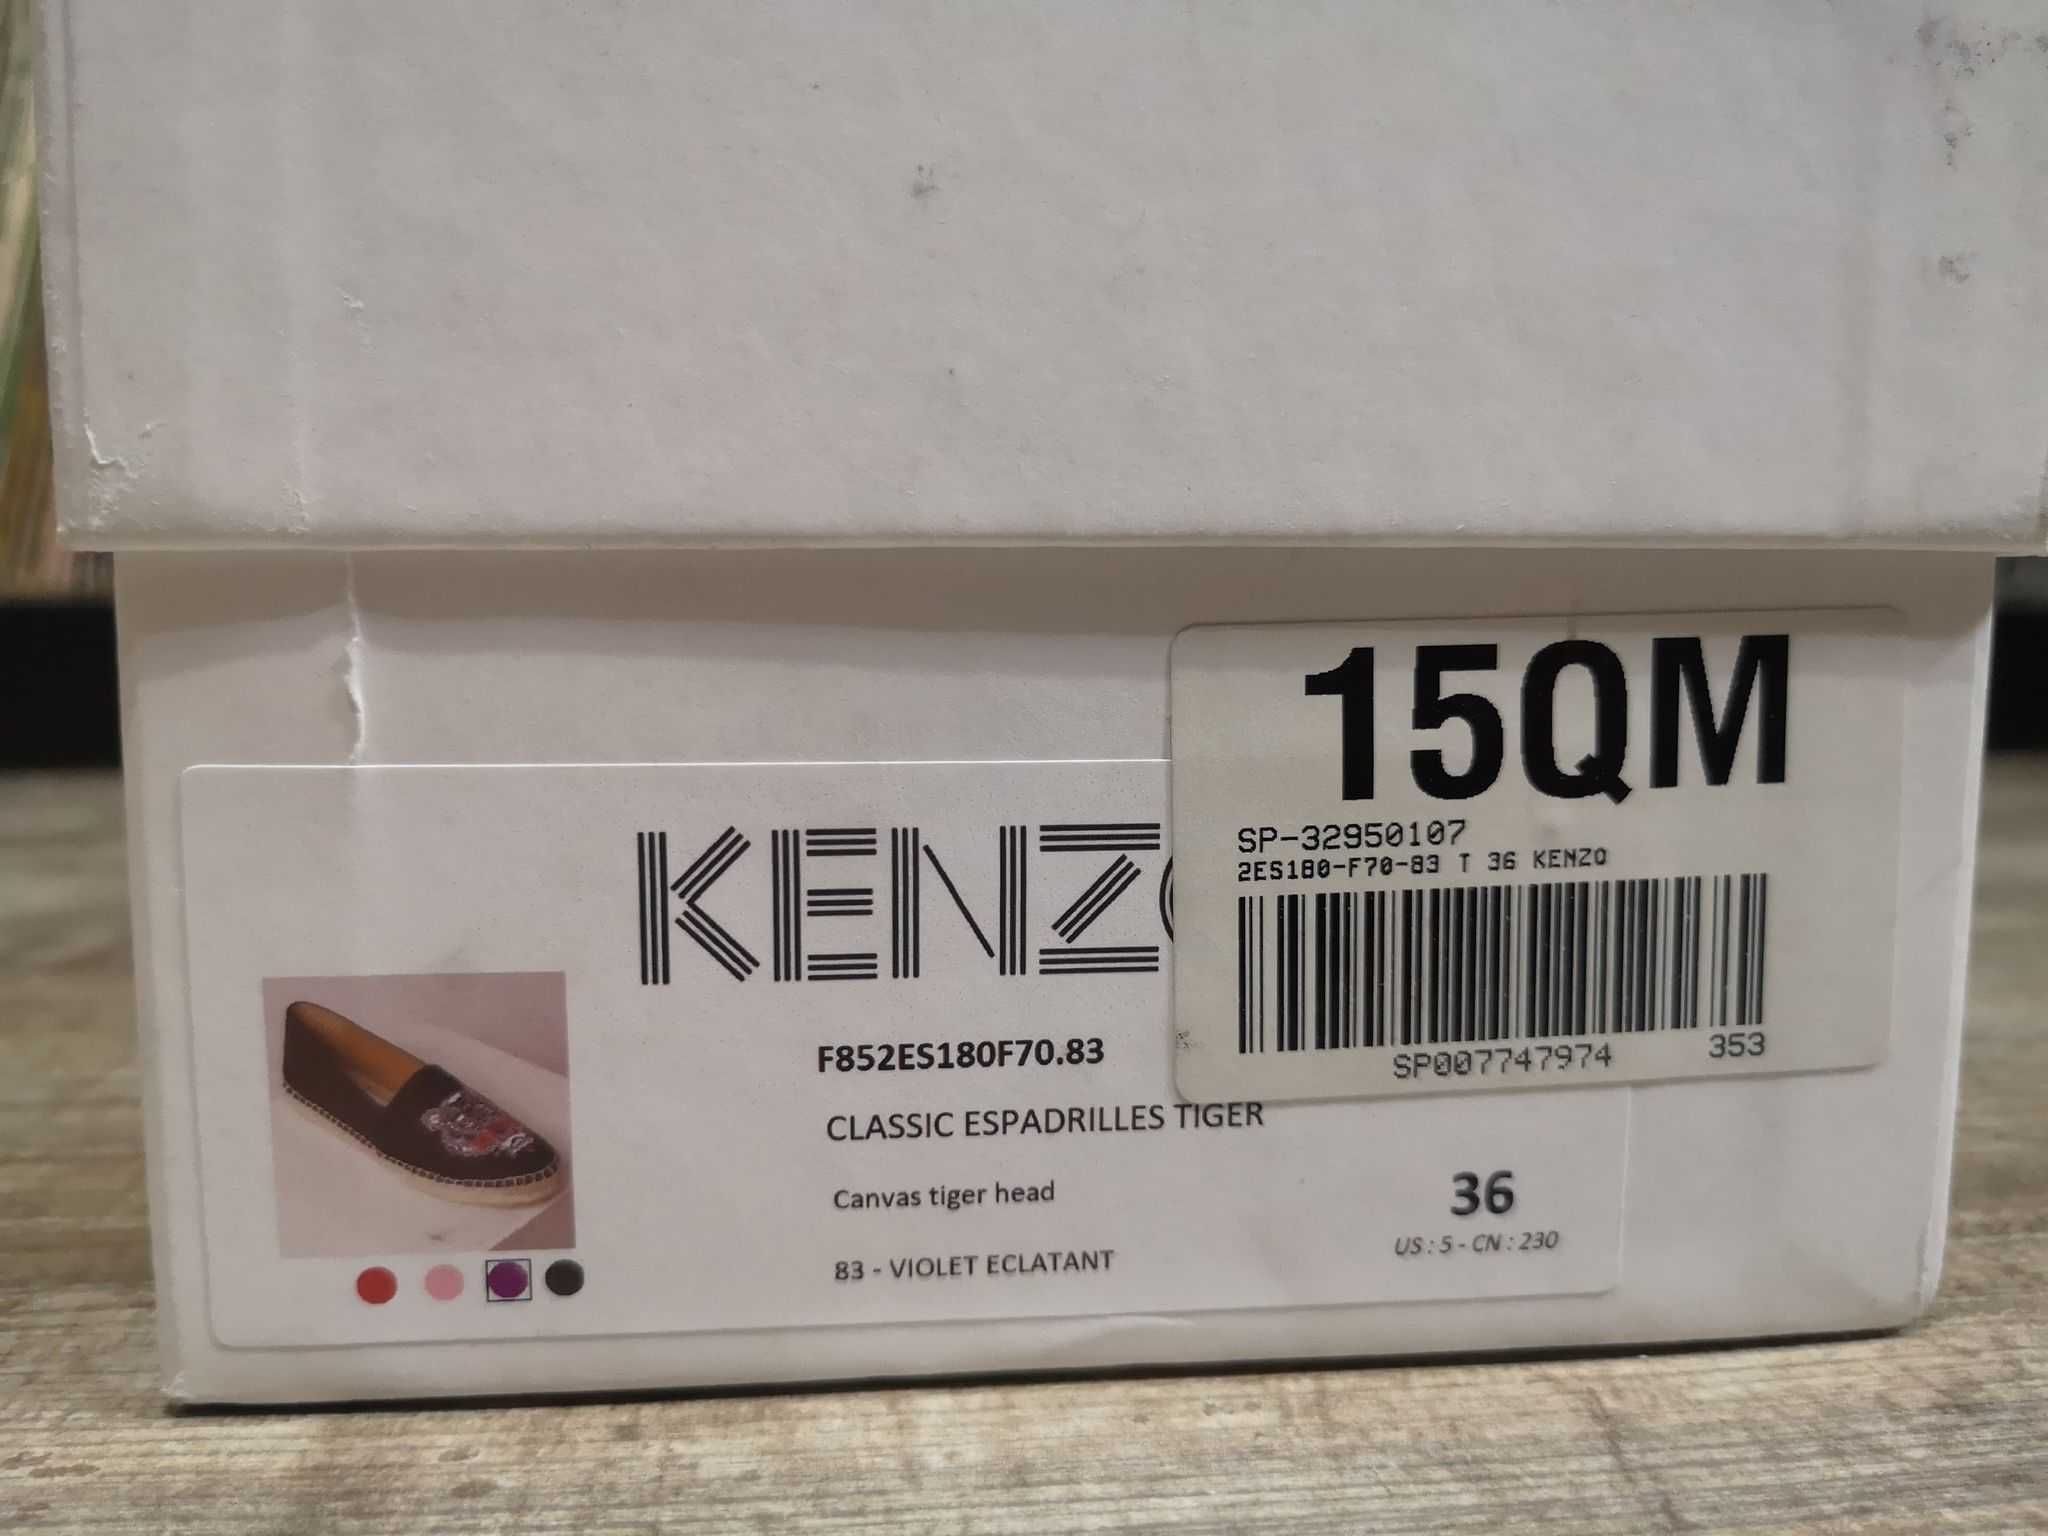 KENZO
F852ES180F70.83
CLASSIC ESPADRILLES TIGER
Canvas tiger head
83 - VIOLET ECLATANT
36
US : 5 - CN : 230
15QM
SP-32950107
2ES180-F70-83 T 36 KENZO
SP007747974 353